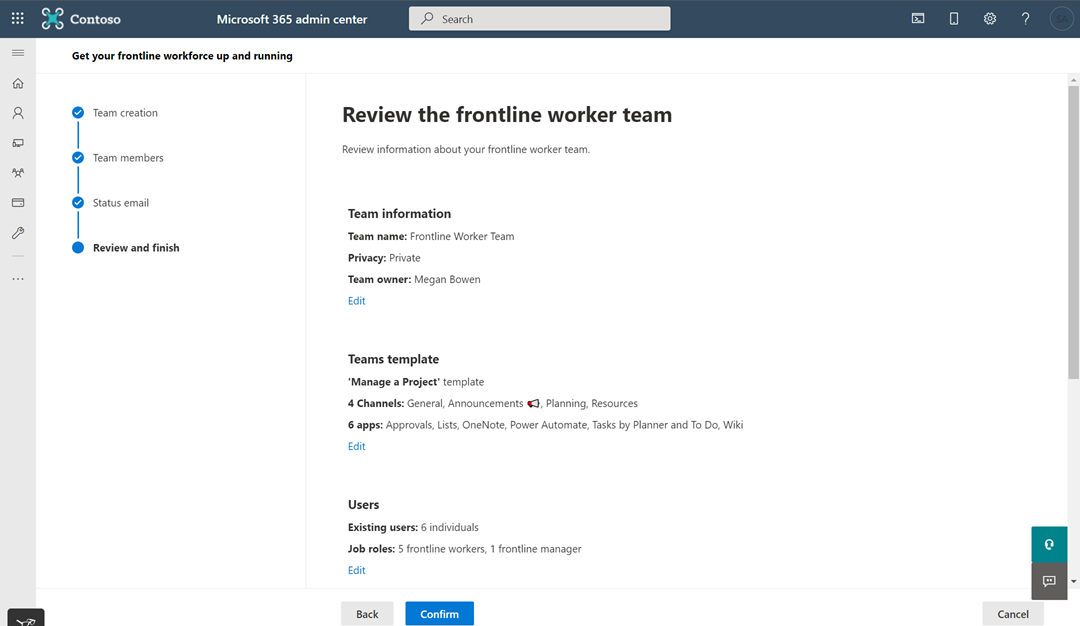 Contoso
Microsoft 365 admin center
Search
Get your frontline workforce up and running
Team creation
Team members
Status email
Review and finish
Review the frontline worker team
Review information about your frontline worker team.
Team information
Team name: Frontline Worker Team
Privacy: Private
Team owner: Megan Bowen
Edit
Teams template
'Manage a Project' template
4 Channels: General, Announcements 📢, Planning, Resources
6 apps: Approvals, Lists, OneNote, Power Automate, Tasks by Planner and To Do, Wiki
Edit
Users
Existing users: 6 individuals
Job roles: 5 frontline workers, 1 frontline manager
Edit
Back
Confirm
Cancel